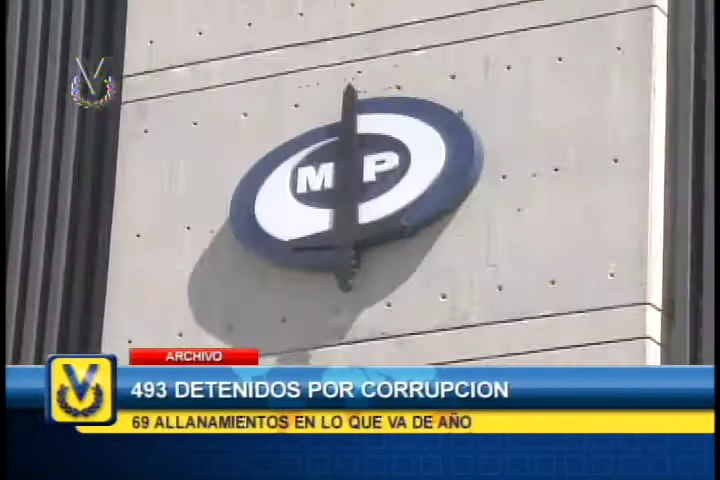 MP
ARCHIVO
493 DETENIDOS POR CORRUPCION
69 ALLANAMIENTOS EN LO QUE VA DE AÑO